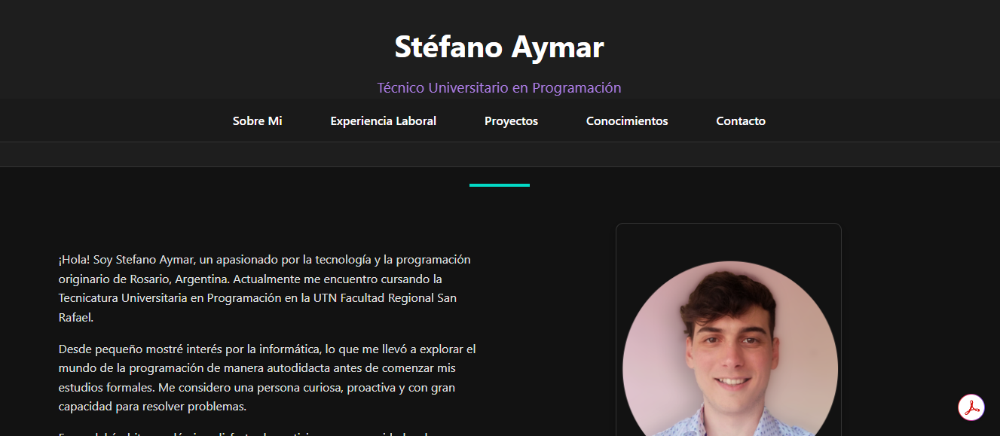 Stéfano Aymar
Técnico Universitario en Programación
Sobre Mi Experiencia Laboral Proyectos Conocimientos Contacto
¡Hola! Soy Stefano Aymar, un apasionado por la tecnología y la programación
originario de Rosario, Argentina. Actualmente me encuentro cursando la
Tecnicatura Universitaria en Programación en la UTN Facultad Regional San
Rafael.
Desde pequeño mostré interés por la informática, lo que me llevó a explorar el
mundo de la programación de manera autodidacta antes de comenzar mis
estudios formales. Me considero una persona curiosa, proactiva y con gran
capacidad para resolver problemas.